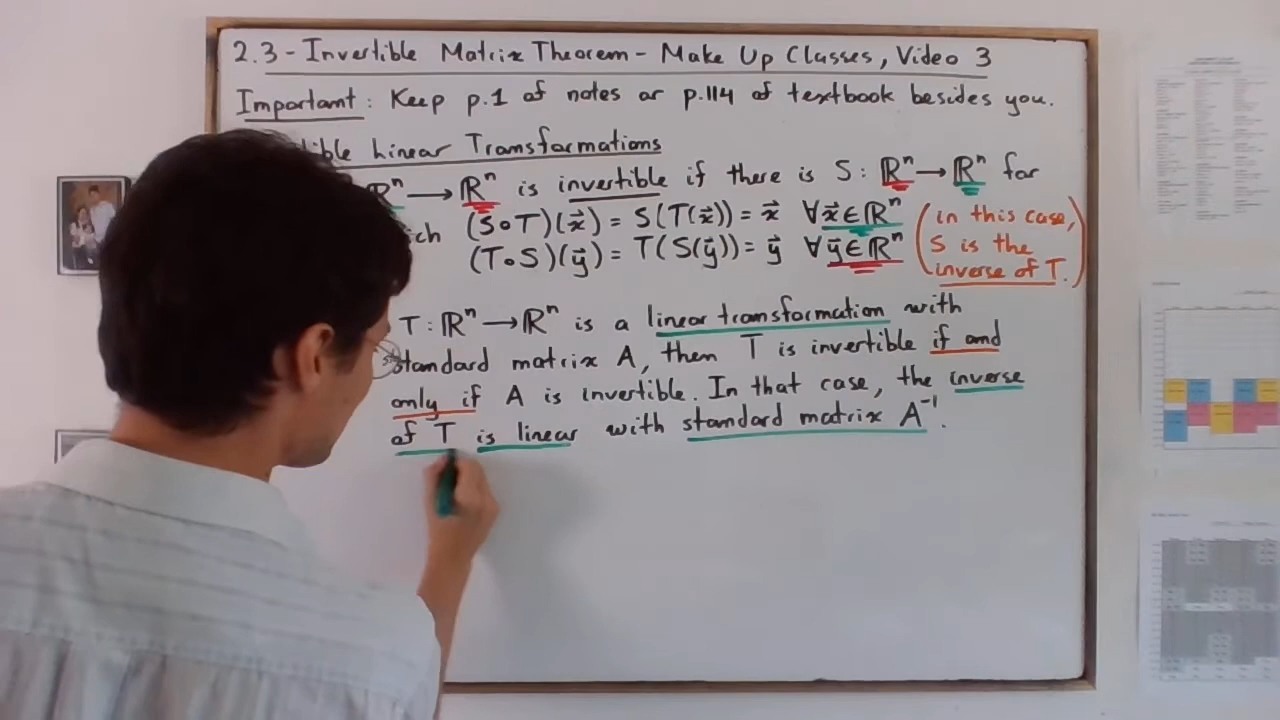 2.3 - Invertible Matrix Theorem - Make Up Classes, Video 3
Important: Keep p.1 of notes or p.114 of textbook besides you.
tible Linear Transformations
ℝⁿ → ℝⁿ is invertible if there is S: ℝⁿ → ℝⁿ for
ich (S∘T)(x⃗) = S(T(x⃗)) = x⃗ ∀x⃗∈ℝⁿ
(T∘S)(y⃗) = T(S(y⃗)) = y⃗ ∀y⃗∈ℝⁿ
(in this case,
S is the
inverse of T.)
T: ℝⁿ → ℝⁿ is a linear transformation with
standard matrix A, then T is invertible if and
only if A is invertible. In that case, the inverse
of T is linear with standard matrix A⁻¹.